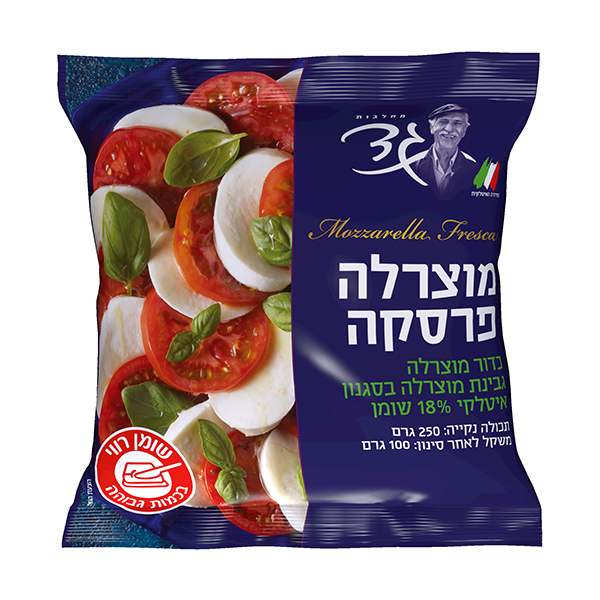 מחלבות
גד
Mozzarella Fresca
מוצרלה
פרסקה
כדור מוצרלה
גבינת מוצרלה בסגנון
איטלקי 18% שומן
תכולה נקייה: 250 גרם
משקל לאחר סינון: 100 גרם
שומן רווי
בכמות גבוהה